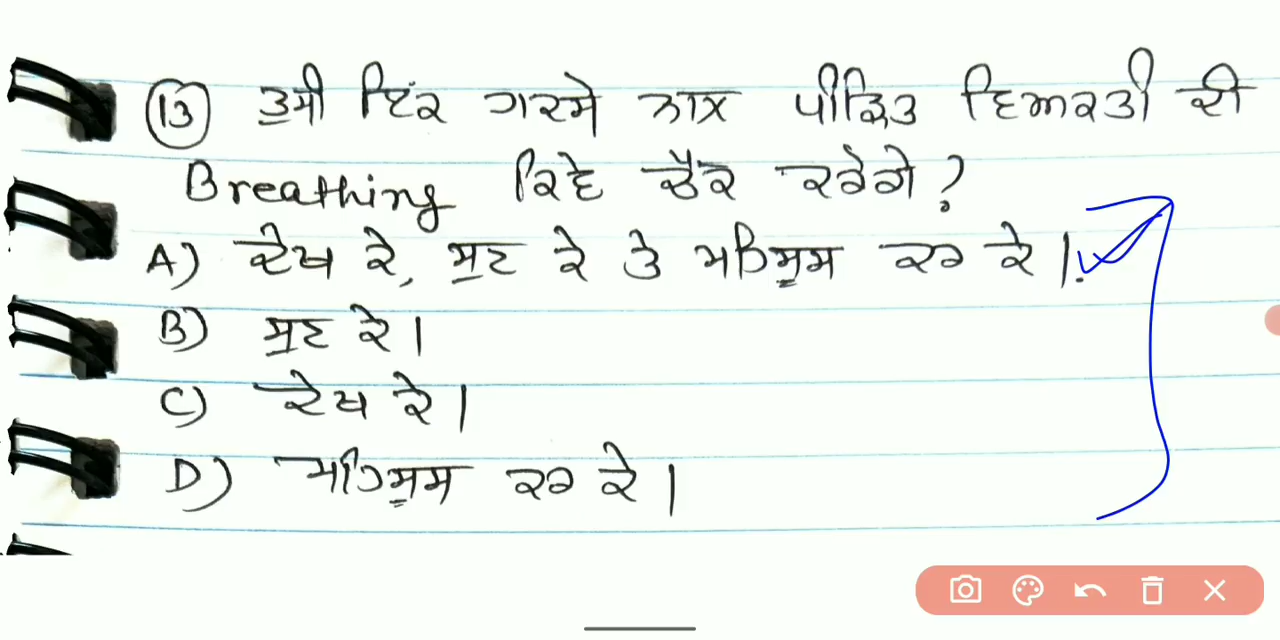 13 ਤੁਸੀ ਇੱਕ ਹਾਦਸੇ ਨਾਲ ਪੀੜਿਤ ਵਿਅਕਤੀ ਦੀ
Breathing ਕਿਵੇ ਚੈਕ ਕਰੋਗੇ?
A) ਦੇਖ ਕੇ, ਸੁਣ ਕੇ ਤੇ ਮਹਿਸੂਸ ਕਰ ਕੇ।
B) ਸੁਣ ਕੇ।
C) ਦੇਖ ਕੇ।
D) ਮਹਿਸੂਸ ਕਰ ਕੇ।